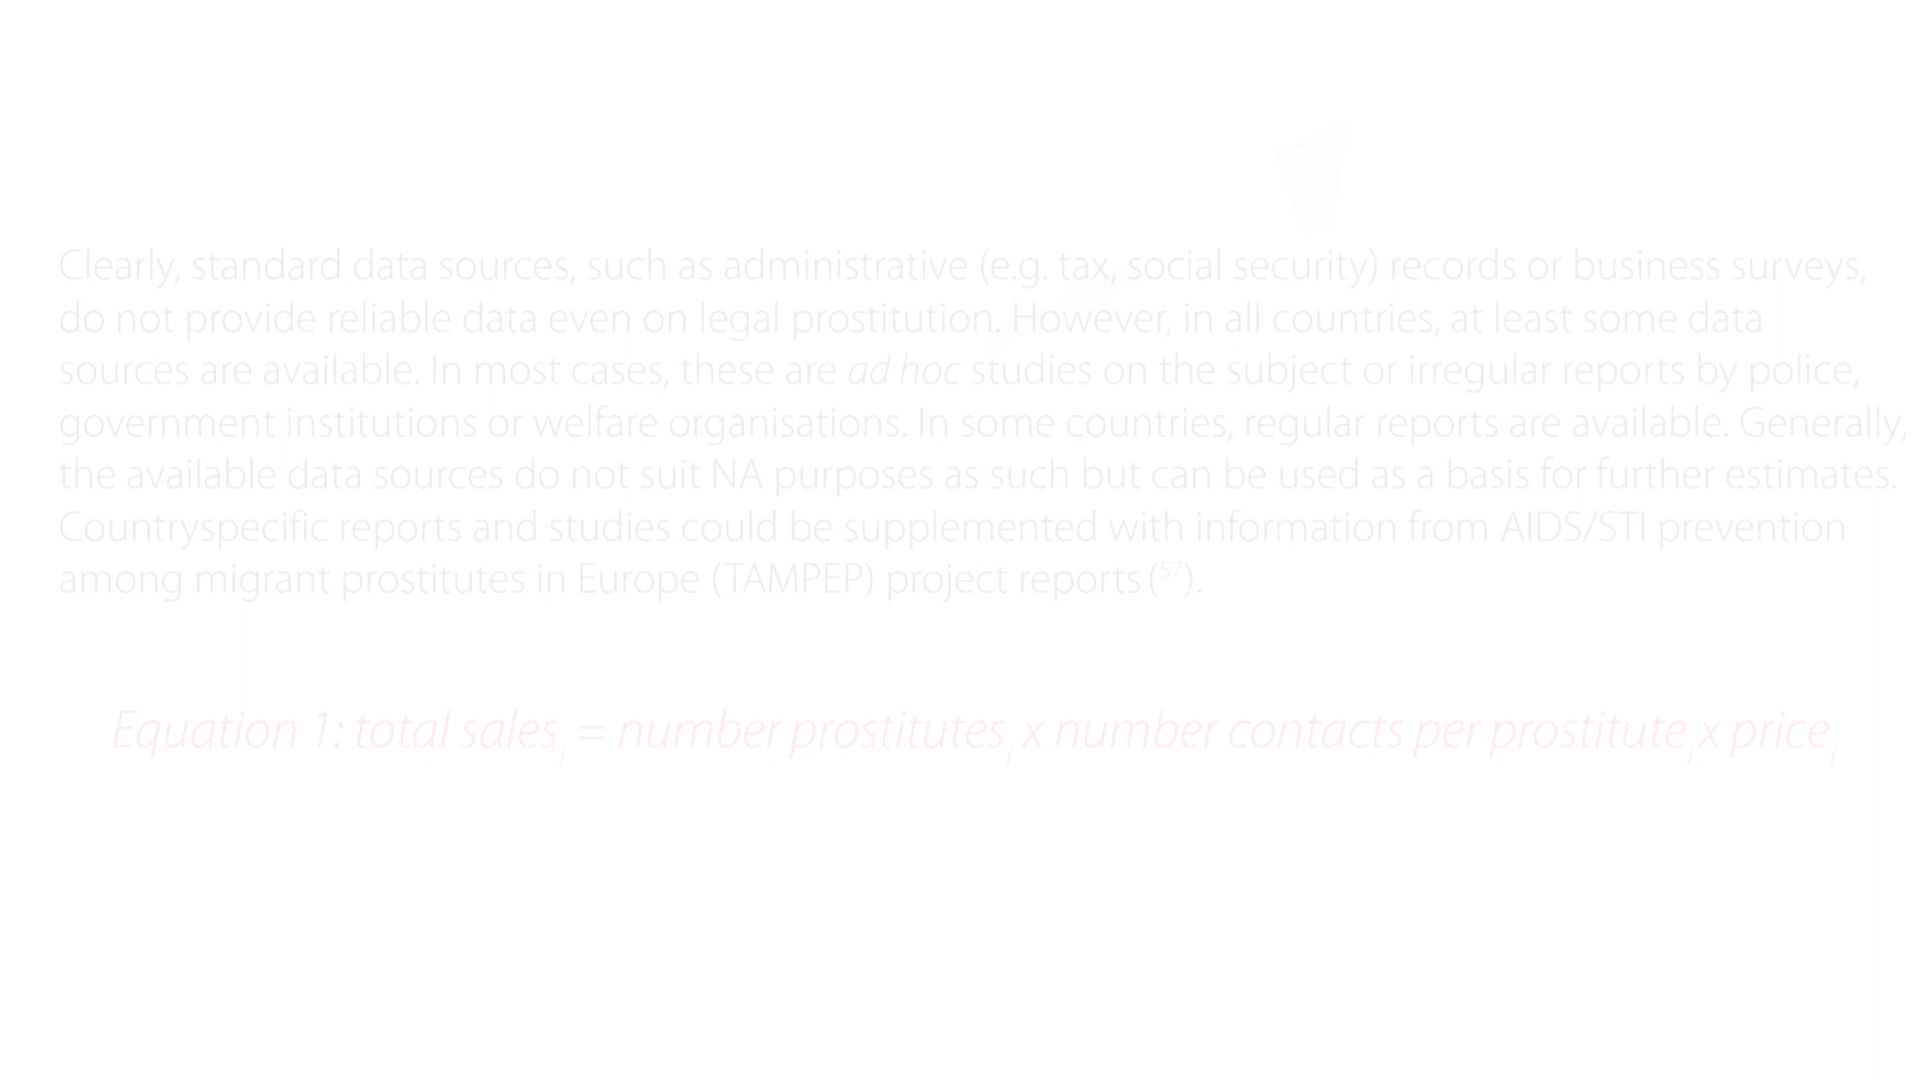 Clearly, standard data sources, such as administrative (e.g. tax, social security) records or business surveys,
do not provide reliable data even on legal prostitution. However, in all countries, at least some data
sources are available. In most cases, these are ad hoc studies on the subject or irregular reports by police,
government institutions or welfare organisations. In some countries, regular reports are available. Generally,
the available data sources do not suit NA purposes as such but can be used as a basis for further estimates.
Countryspecific reports and studies could be supplemented with information from AIDS/STI prevention
among migrant prostitutes in Europe (TAMPEP) project reports (⁵⁷).
Equation 1: total salesᵢ = number prostitutesᵢ x number contacts per prostituteᵢ x priceᵢ